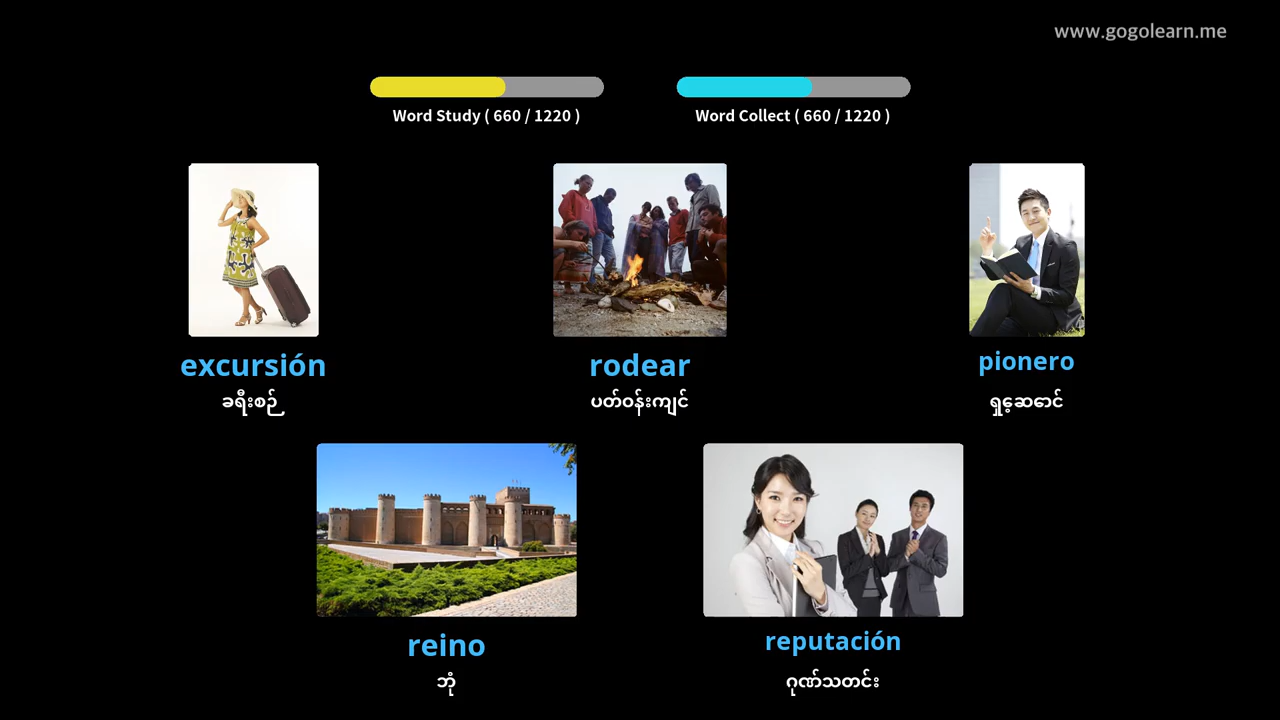 www.gogolearn.me
Word Study ( 660 / 1220 )
Word Collect ( 660 / 1220 )
excursión
ခရီးစဉ်
rodear
ပတ်ဝန်းကျင်
pionero
ရှဆောင်
reino
ဘုံ
reputación
ဂုဏ်သတင်း